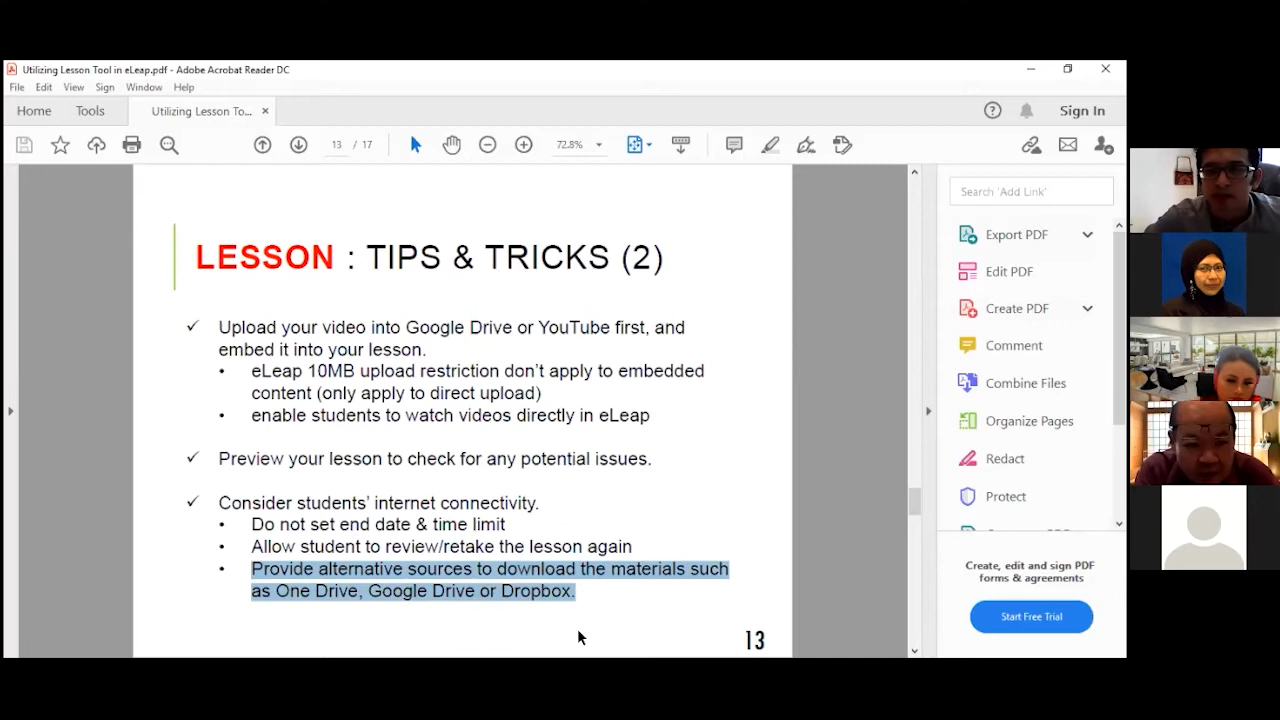 Utilizing Lesson Tool in eLeap.pdf - Adobe Acrobat Reader DC
File Edit View Sign Window Help
Home Tools Utilizing Lesson To... × Sign In
13 / 17 72.8%
LESSON : TIPS & TRICKS (2)
✓ Upload your video into Google Drive or YouTube first, and
embed it into your lesson.
• eLeap 10MB upload restriction don't apply to embedded
content (only apply to direct upload)
• enable students to watch videos directly in eLeap
✓ Preview your lesson to check for any potential issues.
✓ Consider students' internet connectivity.
• Do not set end date & time limit
• Allow student to review/retake the lesson again
• Provide alternative sources to download the materials such
as One Drive, Google Drive or Dropbox.
13
Search 'Add Link'
Export PDF
Edit PDF
Create PDF
Comment
Combine Files
Organize Pages
Redact
Protect
Create, edit and sign PDF
forms & agreements
Start Free Trial